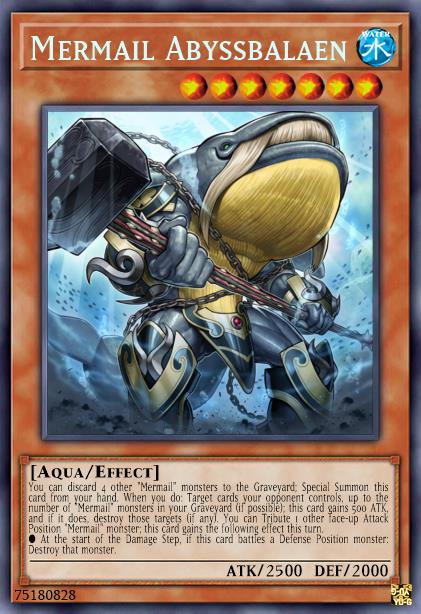 Mermail Abyssbalaen
WATER
水
[Aqua/Effect]
You can discard 4 other "Mermail" monsters to the Graveyard; Special Summon this
card from your hand. When you do: Target cards your opponent controls, up to the
number of "Mermail" monsters in your Graveyard (if possible); this card gains 500 ATK,
and if it does, destroy those targets (if any). You can Tribute 1 other face-up Attack
Position "Mermail" monster; this card gains the following effect this turn.
● At the start of the Damage Step, if this card battles a Defense Position monster:
Destroy that monster.
ATK/2500 DEF/2000
75180828